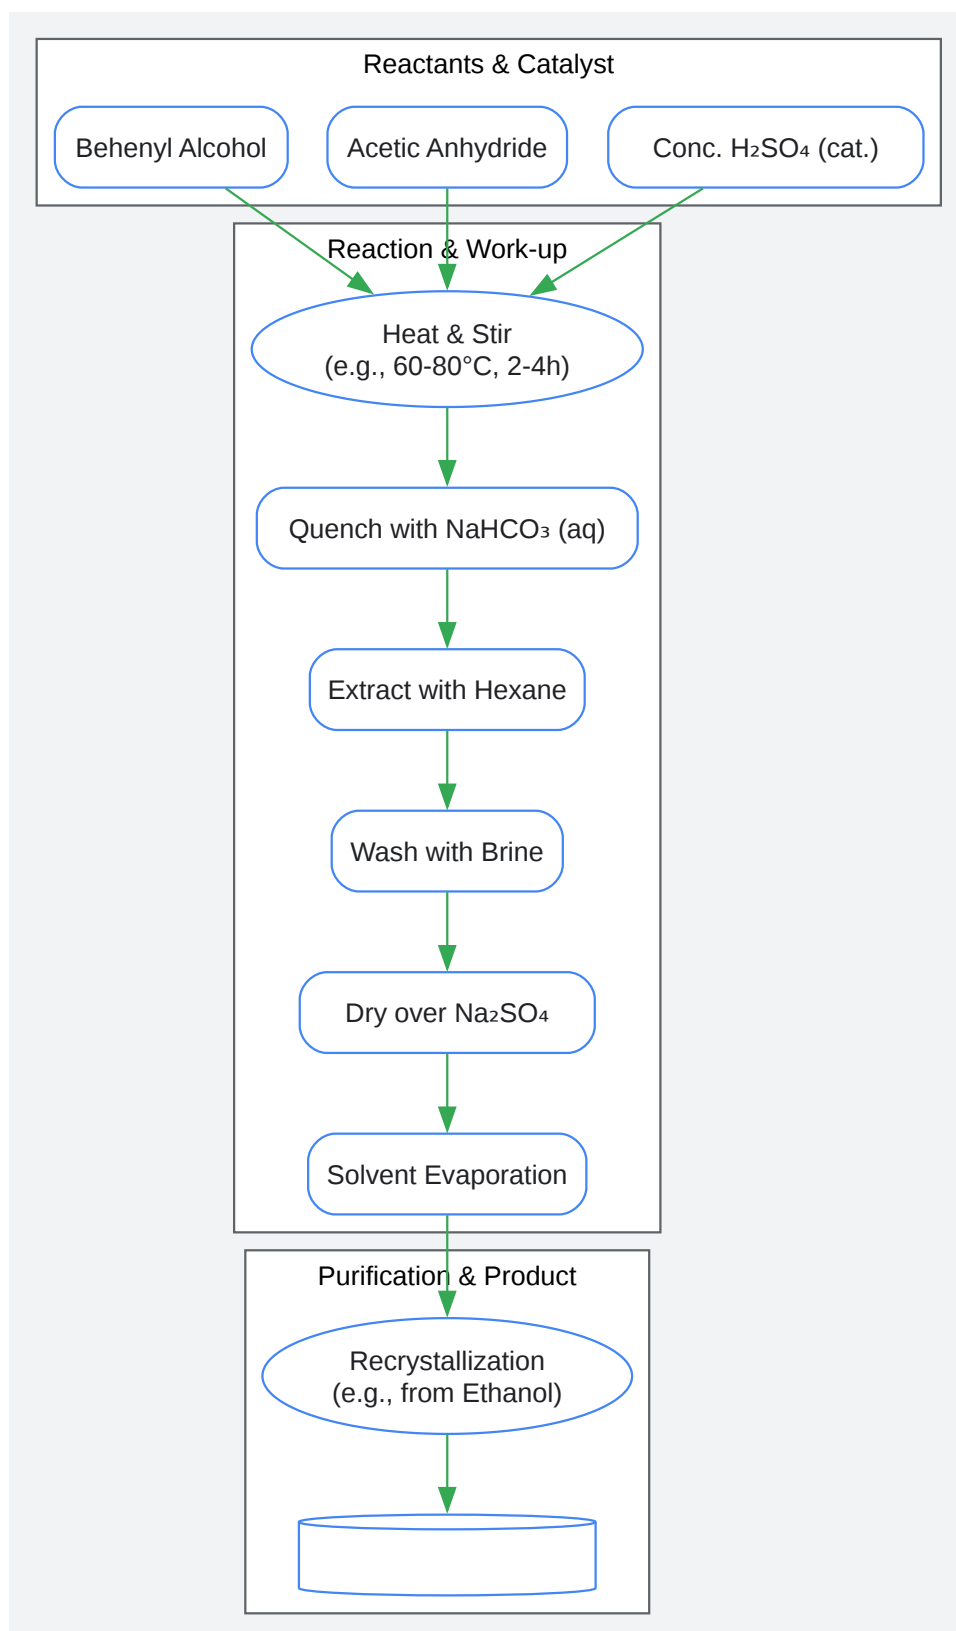 Reactants & Catalyst
Behenyl Alcohol
Acetic Anhydride
Conc. H₂SO₄ (cat.)
Reaction & Work-up
Heat & Stir
(e.g., 60-80°C, 2-4h)
Quench with NaHCO₃ (aq)
Extract with Hexane
Wash with Brine
Dry over Na₂SO₄
Solvent Evaporation
Purification & Product
Recrystallization
(e.g., from Ethanol)